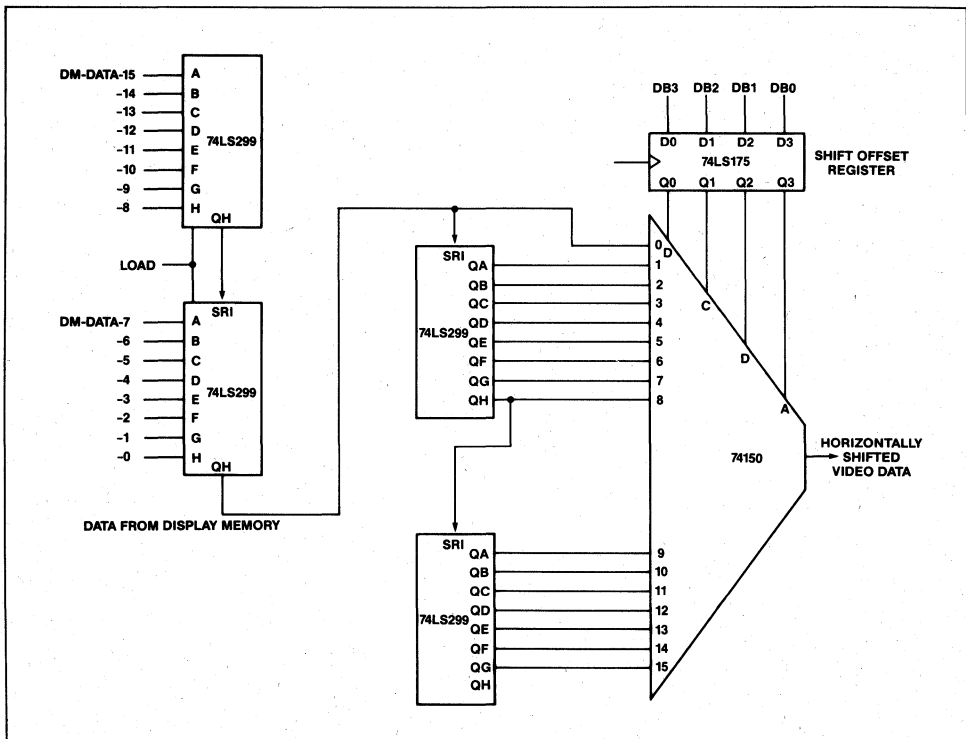 DM-DATA-15
-14
-13
-12
-11
-10
-9
-8
A
B
C
D
E
F
G
H
74LS299
QH
LOAD
DM-DATA-7
-6
-5
-4
-3
-2
-1
-0
SRI
A
B
C
D
E
F
G
H
74LS299
QH
DATA FROM DISPLAY MEMORY
SRI
QA
QB
QC
QD
QE
QF
QG
QH
74LS299
SRI
QA
QB
QC
QD
QE
QF
QG
QH
74LS299
DB3 DB2 DB1 DB0
D0 D1 D2 D3
74LS175
Q0 Q1 Q2 Q3
SHIFT OFFSET
REGISTER
0
1
2
3
4
5
6
7
8
9
10
11
12
13
14
15
D
C
D
A
74150
HORIZONTALLY
SHIFTED
VIDEO DATA